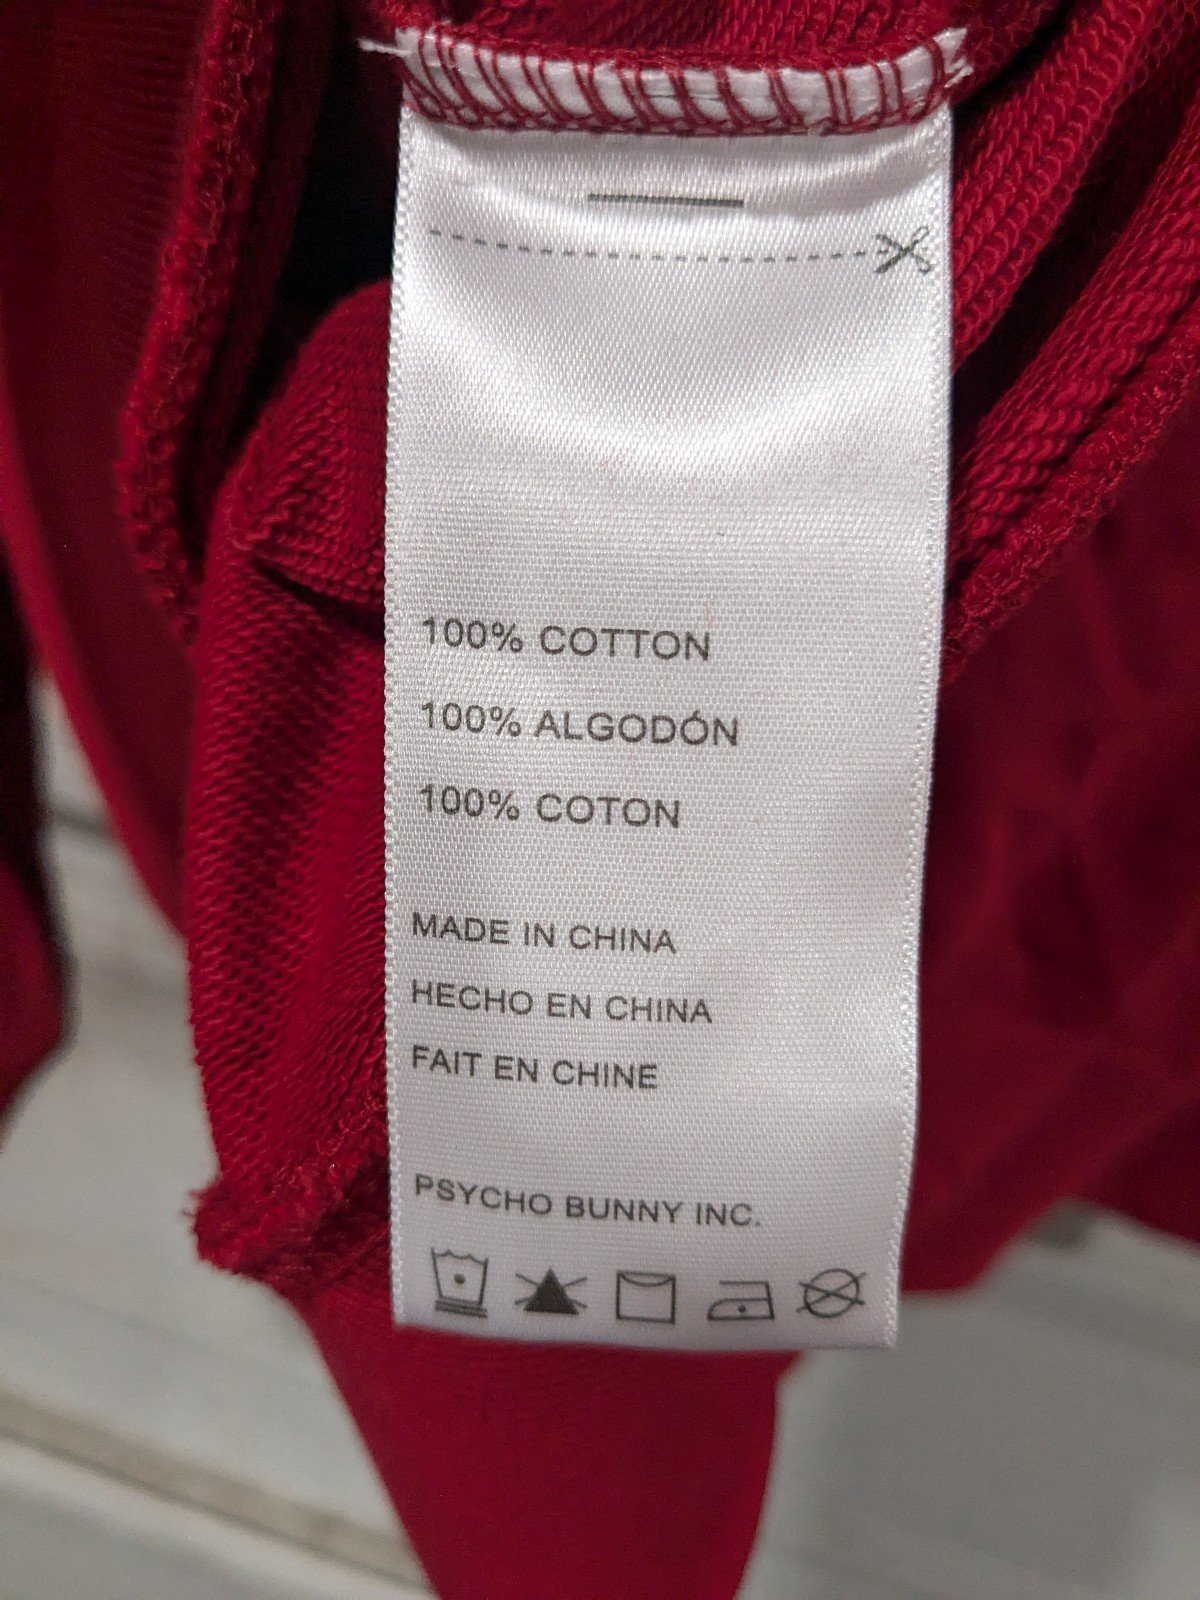 100% COTTON
100% ALGODÓN
100% COTON
MADE IN CHINA
HECHO EN CHINA
FAIT EN CHINE
PSYCHO BUNNY INC.